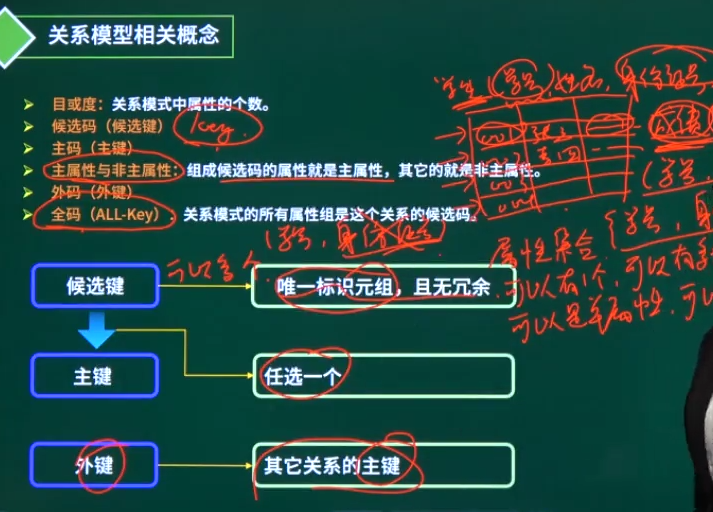 关系模型相关概念
目或度：关系模式中属性的个数。
候选码（候选键） key
主码（主键）
主属性与非主属性：组成候选码的属性就是主属性，其它的就是非主属性。
外码（外键）
全码（ALL-Key）：关系模式的所有属性组是这个关系的候选码。
学生（学号，姓名，身份证号
001
成绩
(学号,
(学号，身份证号)
属性集合 {学号，身
可以有1个，可以有多
可以是单属性，可以
候选键 可以多个 唯一标识元组，且无冗余
主键 任选一个
外键 其它关系的主键